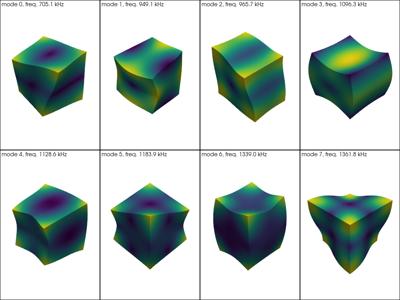 mode 0, freq. 705.1 kHz
mode 1, freq. 949.1 kHz
mode 2, freq. 965.7 kHz
mode 3, freq. 1096.3 kHz
mode 4, freq. 1128.6 kHz
mode 5, freq. 1183.9 kHz
mode 6, freq. 1339.0 kHz
mode 7, freq. 1361.8 kHz